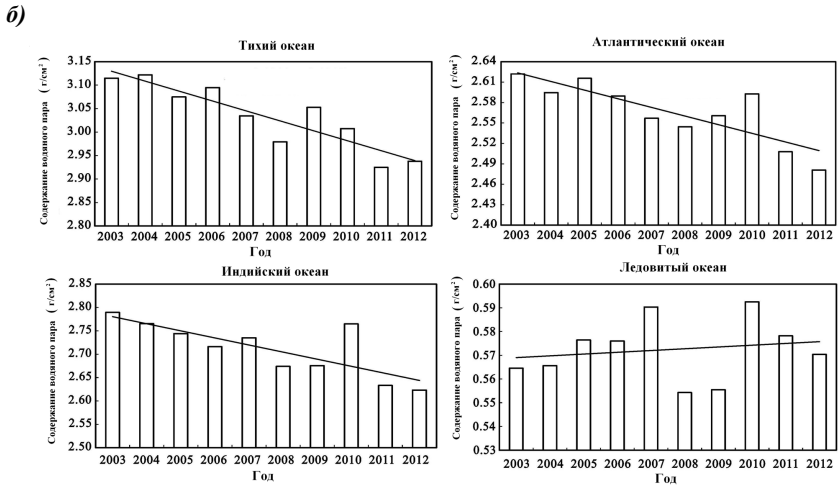 б)
Тихий океан
Содержание водяного пара ( г/см²)
3.15
3.10
3.05
3.00
2.95
2.90
2.85
2.80
2003 2004 2005 2006 2007 2008 2009 2010 2011 2012
Год
Атлантический океан
Содержание водяного пара ( г/см²)
2.64
2.61
2.58
2.55
2.52
2.49
2.46
2.43
2.40
2003 2004 2005 2006 2007 2008 2009 2010 2011 2012
Год
Индийский океан
Содержание водяного пара ( г/см²)
2.85
2.80
2.75
2.70
2.65
2.60
2.55
2.50
2003 2004 2005 2006 2007 2008 2009 2010 2011 2012
Год
Ледовитый океан
Содержание водяного пара ( г/см²)
0.60
0.59
0.58
0.57
0.56
0.55
0.53
2003 2004 2005 2006 2007 2008 2009 2010 2011 2012
Год